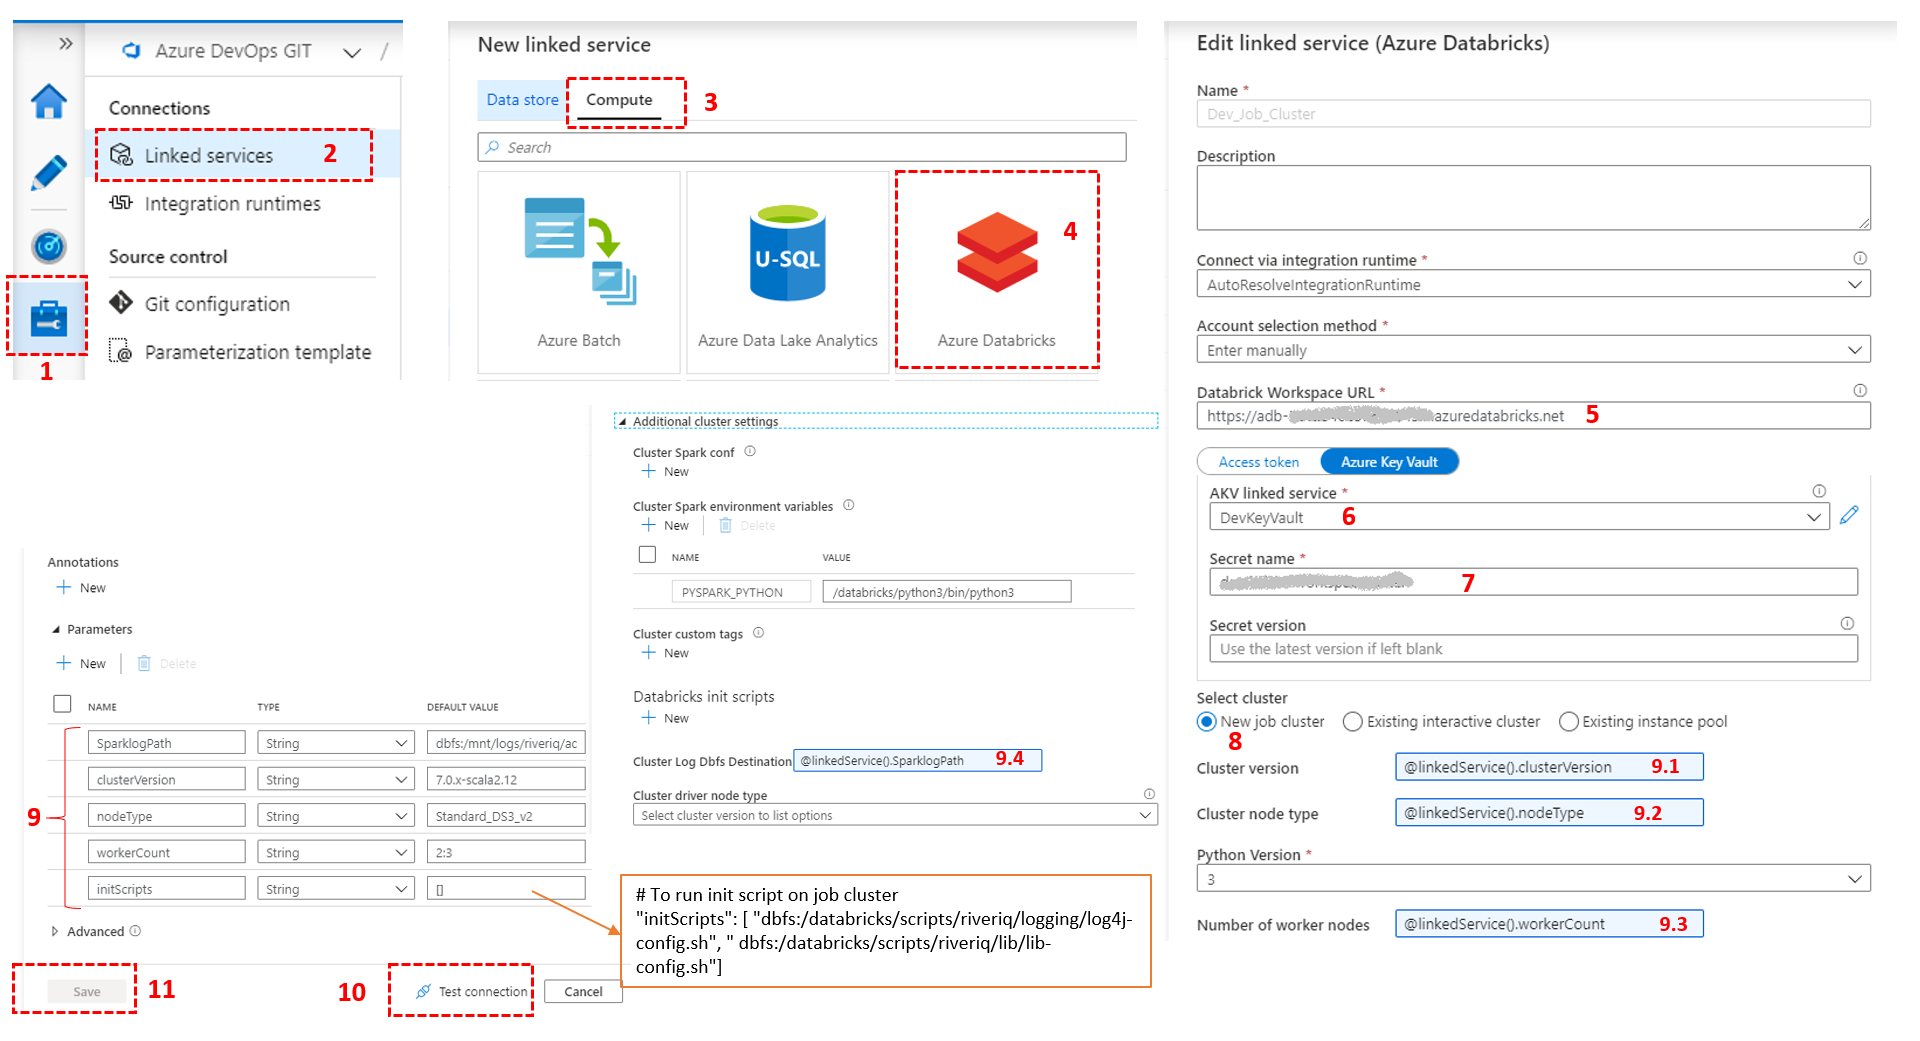 Azure DevOps GIT
/
Connections
Linked services
2
Integration runtimes
Source control
Git configuration
Parameterization template
1
New linked service
Data store
Compute
3
Search
Azure Batch
U-SQL
Azure Data Lake Analytics
4
Azure Databricks
Edit linked service (Azure Databricks)
Name *
Dev_Job_Cluster
Description
Connect via integration runtime *
AutoResolveIntegrationRuntime
Account selection method *
Enter manually
Databrick Workspace URL *
https://adb-
azuredatabricks.net
5
Access token
Azure Key Vault
AKV linked service *
DevKeyVault
6
Secret name *
7
Secret version
Use the latest version if left blank
Select cluster
New job cluster
Existing interactive cluster
Existing instance pool
8
Cluster version
@linkedService().clusterVersion
9.1
Cluster node type
@linkedService().nodeType
9.2
Python Version *
3
Number of worker nodes
@linkedService().workerCount
9.3
Additional cluster settings
Cluster Spark conf
New
Cluster Spark environment variables
New
Delete
NAME
VALUE
PYSPARK_PYTHON
/databricks/python3/bin/python3
Cluster custom tags
New
Databricks init scripts
New
Cluster Log Dbfs Destination
@linkedService().SparklogPath
9.4
Cluster driver node type
Select cluster version to list options
Annotations
New
Parameters
New
Delete
NAME
TYPE
DEFAULT VALUE
SparklogPath
String
dbfs:/mnt/logs/riveriq/ac
clusterVersion
String
7.0.x-scala2.12
9
nodeType
String
Standard_DS3_v2
workerCount
String
2:3
initScripts
String
[]
Advanced
# To run init script on job cluster
"initScripts": [ "dbfs:/databricks/scripts/riveriq/logging/log4j-
config.sh", " dbfs:/databricks/scripts/riveriq/lib/lib-
config.sh"]
Save
11
10
Test connection
Cancel